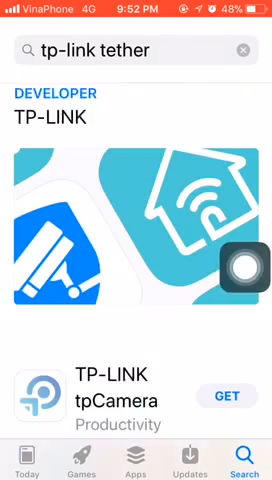 VinaPhone 4G 9:52 PM 48%
tp-link tether
DEVELOPER
TP-LINK
TP-LINK
tpCamera
GET
Productivity
Today Games Apps Updates Search